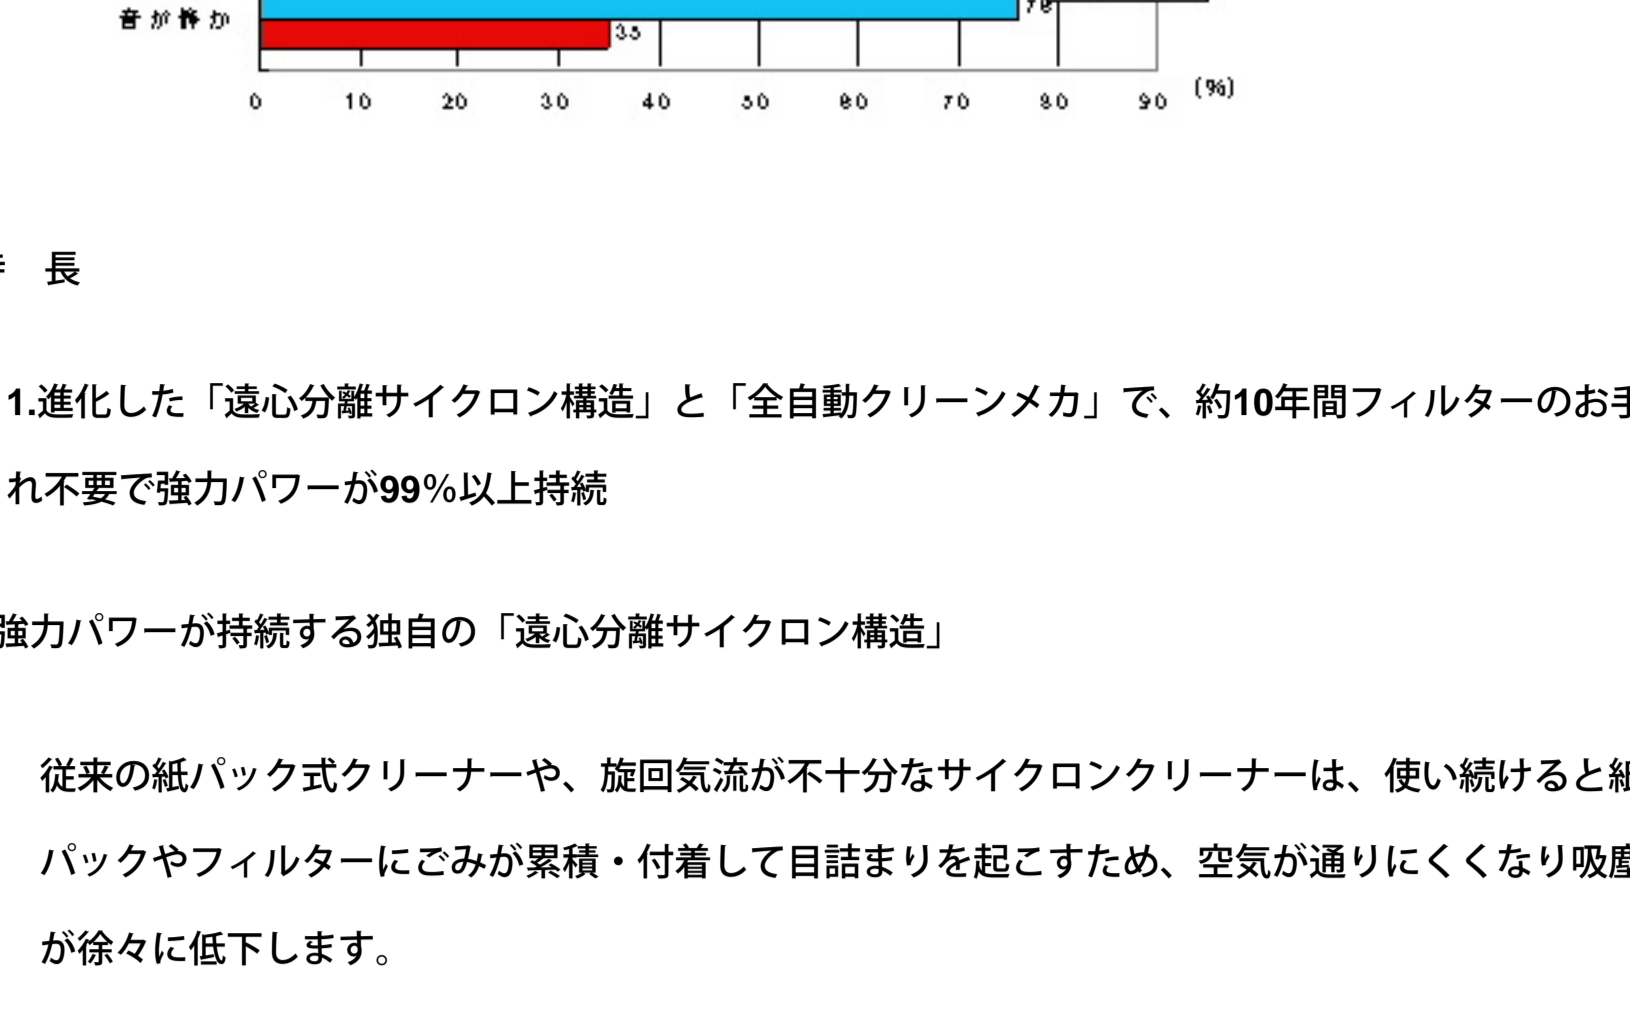 音が静か
76
35
0 10 20 30 40 50 60 70 80 90 (%)
長
1.進化した「遠心分離サイクロン構造」と「全自動クリーンメカ」で、約10年間フィルターのお手
れ不要で強力パワーが99％以上持続
強力パワーが持続する独自の「遠心分離サイクロン構造」
従来の紙パック式クリーナーや、旋回気流が不十分なサイクロンクリーナーは、使い続けると紙
パックやフィルターにごみが累積・付着して目詰まりを起こすため、空気が通りにくくなり吸塵
が徐々に低下します。